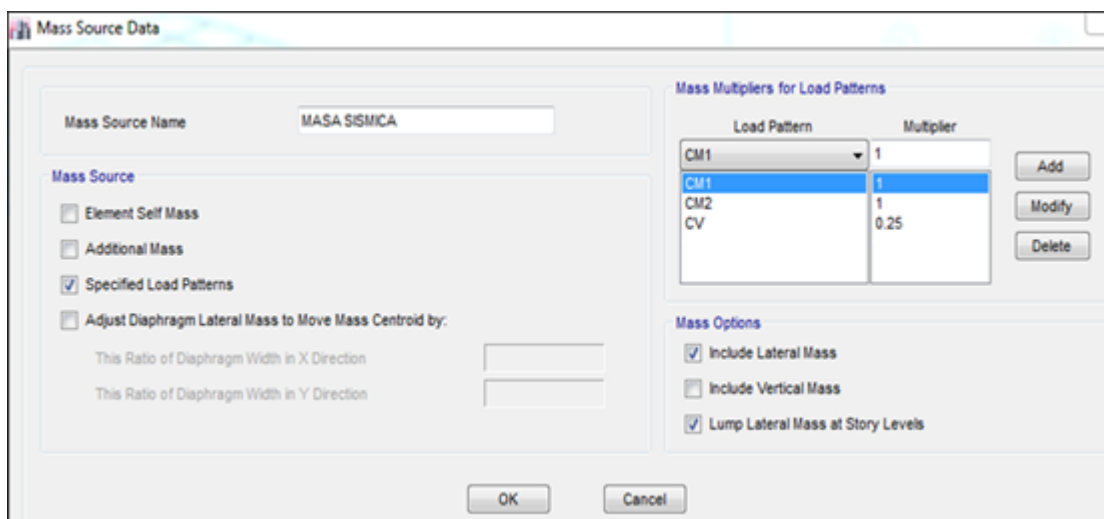 Mass Source Data
Mass Source Name MASA SISMICA
Mass Source
Element Self Mass
Additional Mass
Specified Load Patterns
Adjust Diaphragm Lateral Mass to Move Mass Centroid by:
This Ratio of Diaphragm Width in X Direction
This Ratio of Diaphragm Width in Y Direction
Mass Multipliers for Load Patterns
Load Pattern Multiplier
CM1 1
Add
CM1 1
CM2 1
CV 0.25
Modify
Delete
Mass Options
Include Lateral Mass
Include Vertical Mass
Lump Lateral Mass at Story Levels
OK Cancel